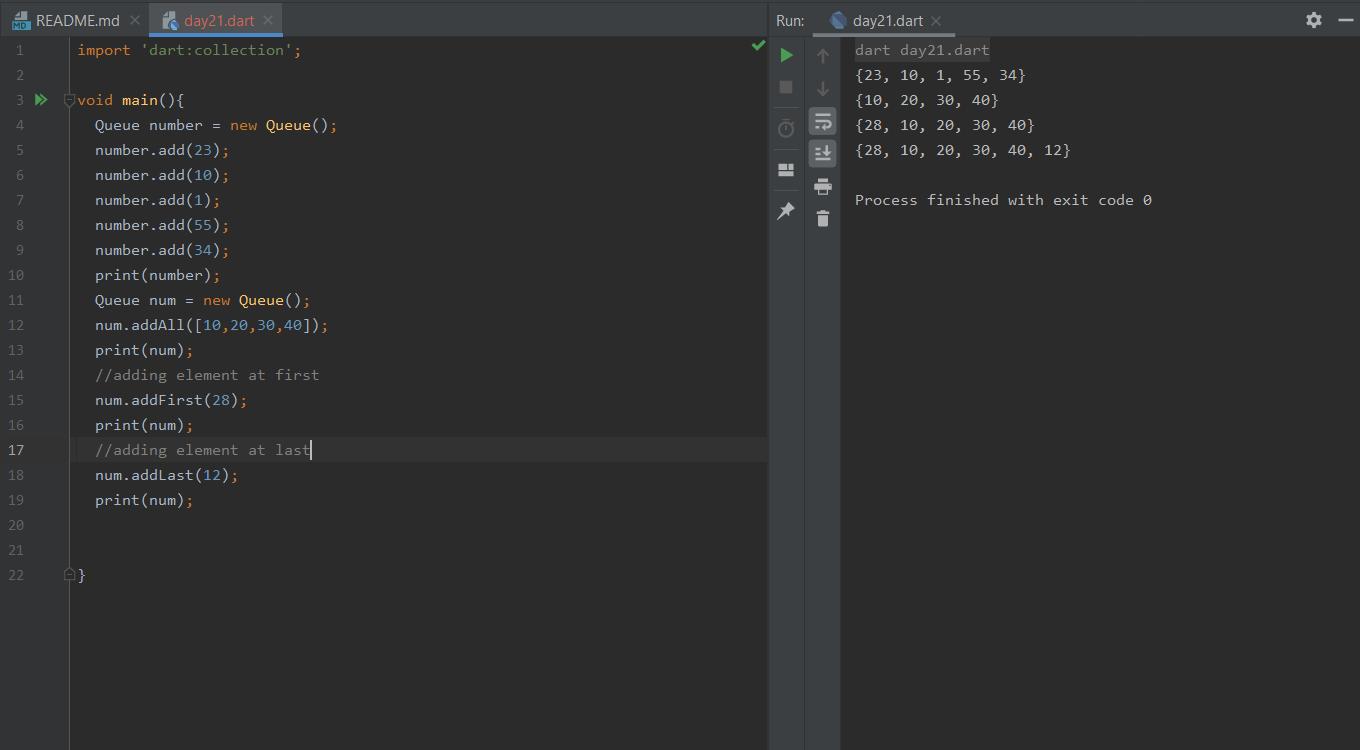 README.md day21.dart
1 import 'dart:collection';
2
3 void main(){
4 Queue number = new Queue();
5 number.add(23);
6 number.add(10);
7 number.add(1);
8 number.add(55);
9 number.add(34);
10 print(number);
11 Queue num = new Queue();
12 num.addAll([10,20,30,40]);
13 print(num);
14 //adding element at first
15 num.addFirst(28);
16 print(num);
17 //adding element at last
18 num.addLast(12);
19 print(num);
20
21
22 }
Run: day21.dart
dart day21.dart
{23, 10, 1, 55, 34}
{10, 20, 30, 40}
{28, 10, 20, 30, 40}
{28, 10, 20, 30, 40, 12}
Process finished with exit code 0